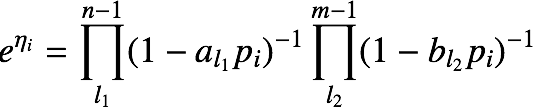 $e^{\eta_i} = \prod_{l_1}^{n-1} (1 - a_{l_1} p_i)^{-1} \prod_{l_2}^{m-1} (1 - b_{l_2} p_i)^{-1}$